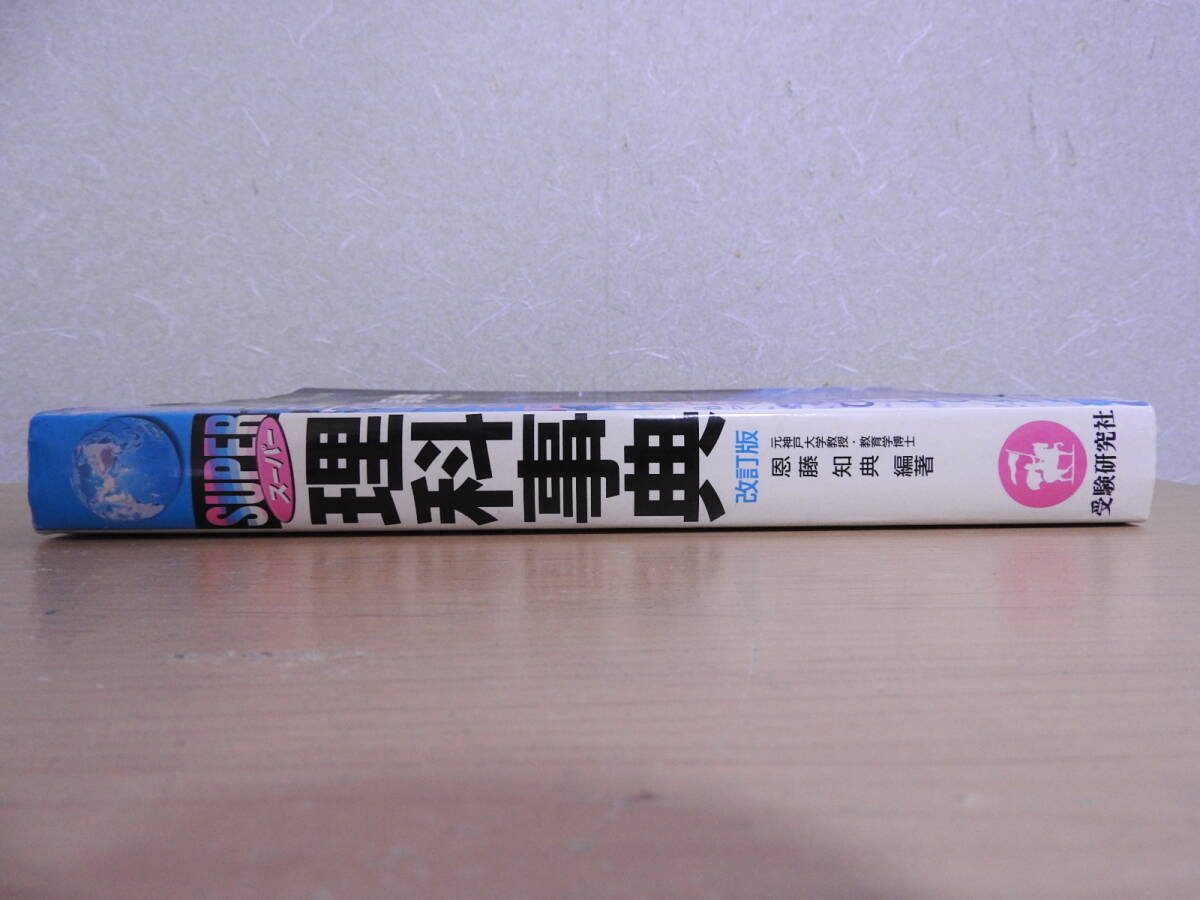 SUPER
スーパー
理科事典
改訂版
元神戸大学教授・教育学博士
恩藤知典 編著
受験研究社